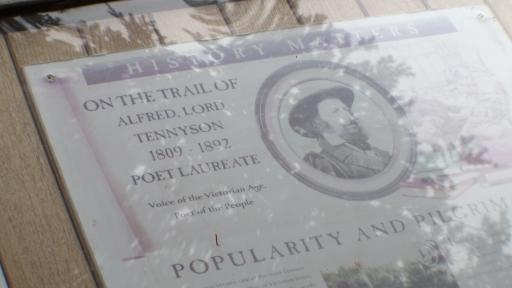 HISTORY MATTERS
ON THE TRAIL OF
ALFRED, LORD
TENNYSON
1809 - 1892
POET LAUREATE
Voice of the Victorian Age,
Poet of the People
POPULARITY AND PILGRIM